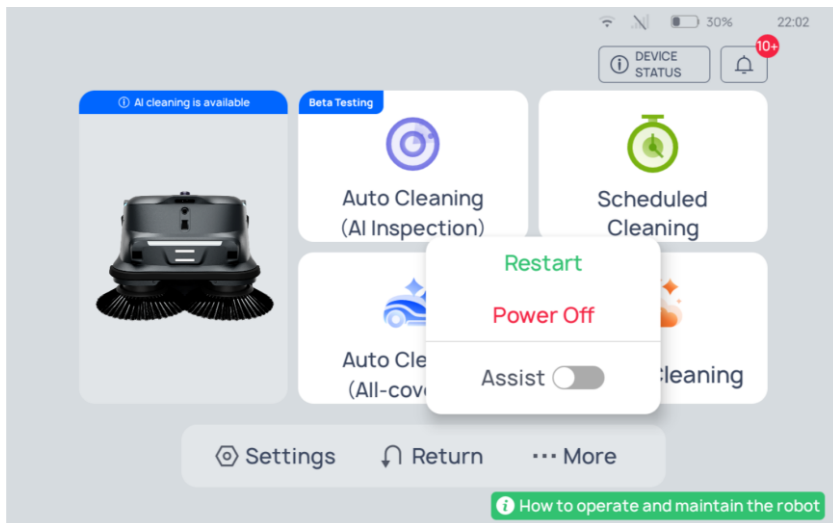 30% 22:02
DEVICE
STATUS
10+
AI cleaning is available
Beta Testing
Auto Cleaning
(AI Inspection)
Scheduled
Cleaning
Restart
Power Off
Assist
Auto Cle
(All-cov
Cleaning
Settings
Return
More
How to operate and maintain the robot